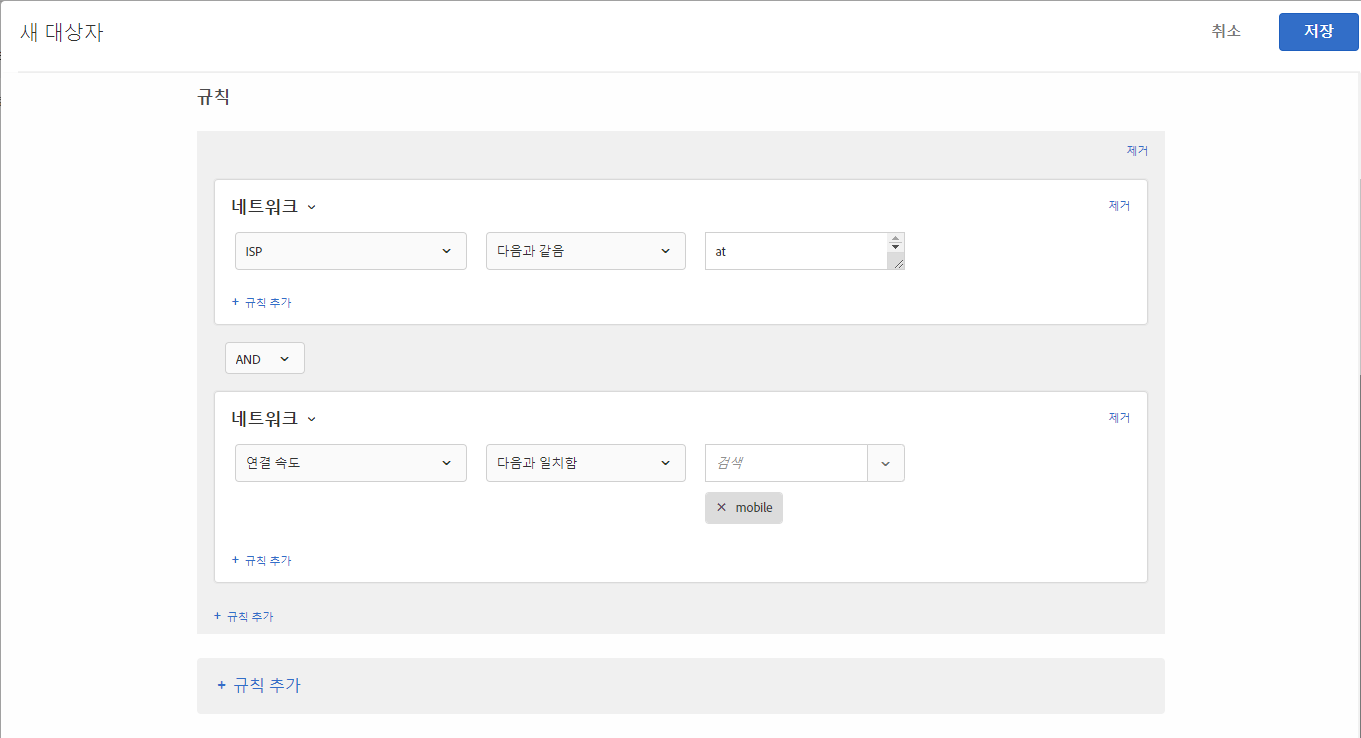 새 대상자
취소
저장
규칙
제거
네트워크
제거
ISP
다음과 같음
at
+ 규칙 추가
AND
네트워크
제거
연결 속도
다음과 일치함
검색
× mobile
+ 규칙 추가
+ 규칙 추가
+ 규칙 추가